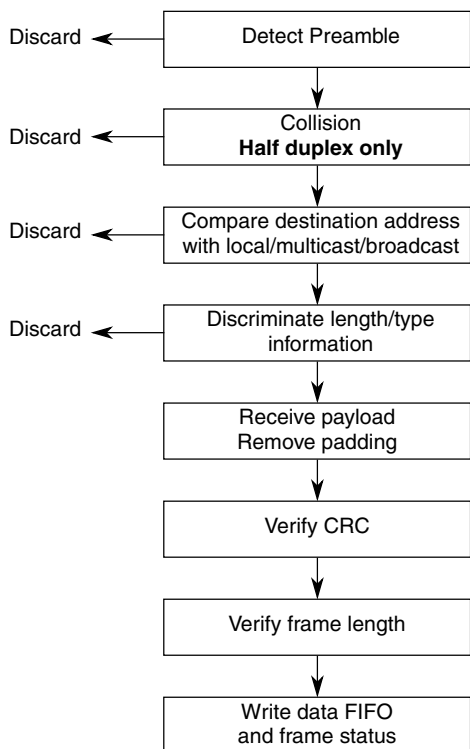 Discard
Detect Preamble
Discard
Collision
Half duplex only
Discard
Compare destination address
with local/multicast/broadcast
Discard
Discriminate length/type
information
Receive payload
Remove padding
Verify CRC
Verify frame length
Write data FIFO
and frame status